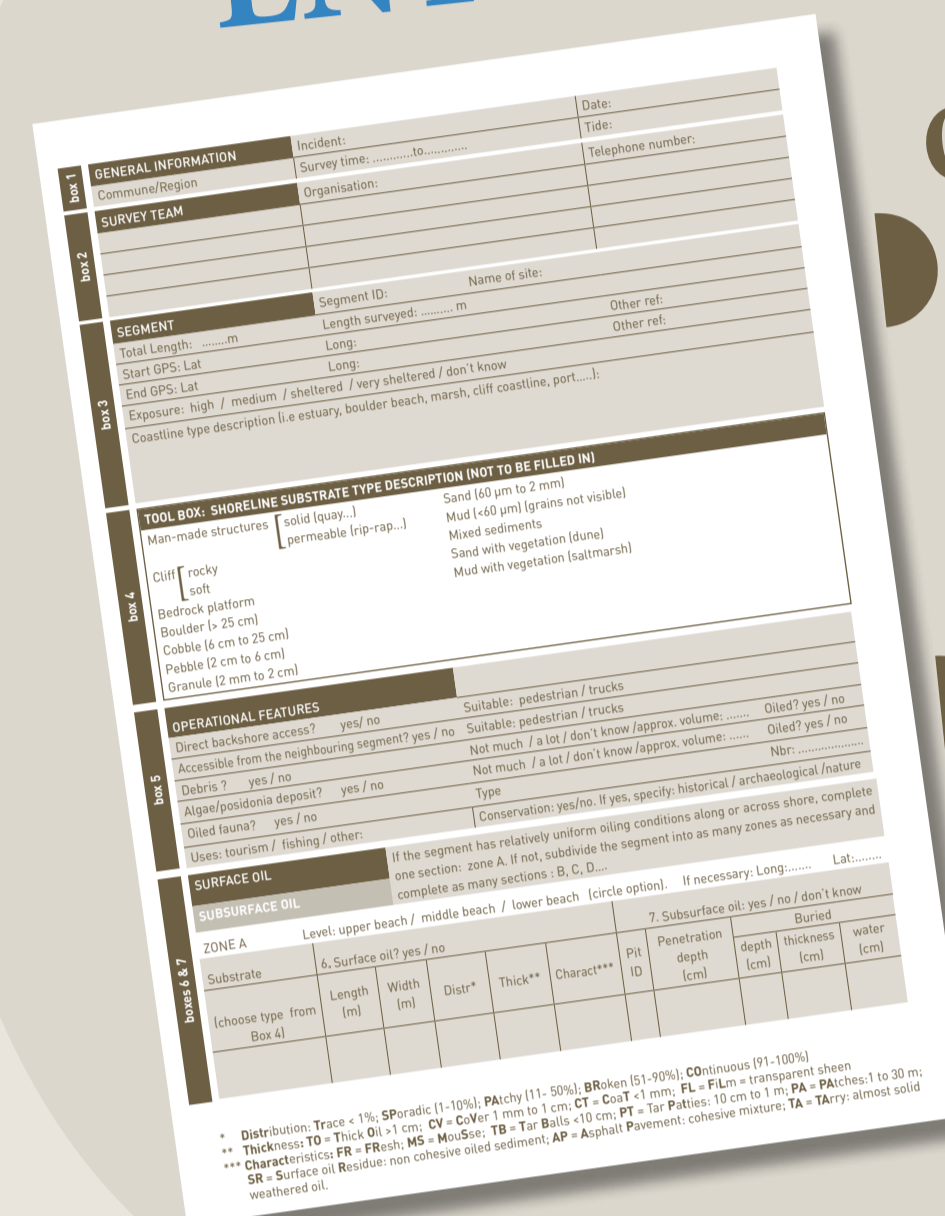 box 1
GENERAL INFORMATION
Incident:
Date:
Commune/Region
Survey time: ............to.............
Tide:
box 2
SURVEY TEAM
Organisation:
Telephone number:
box 3
SEGMENT
Segment ID:
Name of site:
Total Length: ........m
Length surveyed: .......... m
Start GPS: Lat
Long:
Other ref:
End GPS: Lat
Long:
Other ref:
Exposure: high / medium / sheltered / very sheltered / don't know
Coastline type description (i.e estuary, boulder beach, marsh, cliff coastline, port.....):
box 4
TOOL BOX: SHORELINE SUBSTRATE TYPE DESCRIPTION (NOT TO BE FILLED IN)
Man-made structures
solid (quay...)
permeable (rip-rap...)
Cliff
rocky
soft
Bedrock platform
Boulder (> 25 cm)
Cobble (6 cm to 25 cm)
Pebble (2 cm to 6 cm)
Granule (2 mm to 2 cm)
Sand (60 µm to 2 mm)
Mud (<60 µm) (grains not visible)
Mixed sediments
Sand with vegetation (dune)
Mud with vegetation (saltmarsh)
box 5
OPERATIONAL FEATURES
Direct backshore access? yes/ no
Suitable: pedestrian / trucks
Accessible from the neighbouring segment? yes / no
Suitable: pedestrian / trucks
Debris ? yes / no
Not much / a lot / don't know /approx. volume: .......
Oiled? yes / no
Algae/posidonia deposit? yes / no
Not much / a lot / don't know /approx. volume: ......
Oiled? yes / no
Oiled fauna? yes / no
Type
Nbr: ....................
Uses: tourism / fishing / other:
Conservation: yes/no. If yes, specify: historical / archaeological /nature
boxes 6 & 7
SURFACE OIL
SUBSURFACE OIL
If the segment has relatively uniform oiling conditions along or across shore, complete
one section: zone A. If not, subdivide the segment into as many zones as necessary and
complete as many sections : B, C, D....
ZONE A
Level: upper beach / middle beach / lower beach (circle option).
If necessary: Long:.......
Lat:........
Substrate
6. Surface oil? yes / no
7. Subsurface oil: yes / no / don't know
(choose type from
Box 4)
Length
(m)
Width
(m)
Distr*
Thick**
Charact***
Pit
ID
Penetration
depth
(cm)
Buried
depth
(cm)
thickness
(cm)
water
(cm)
* Distribution: Trace < 1%; SPoradic (1-10%); PAtchy (11- 50%); BRoken (51-90%); COntinuous (91-100%)
** Thickness: TO = Thick Oil >1 cm; CV = CoVer 1 mm to 1 cm; CT = CoaT <1 mm; FL = FiLm = transparent sheen
*** Characteristics: FR = FResh; MS = MouSse; TB = Tar Balls <10 cm; PT = Tar Patties: 10 cm to 1 m; PA = PAtches:1 to 30 m;
SR = Surface oil Residue: non cohesive oiled sediment; AP = Asphalt Pavement: cohesive mixture; TA = TArry: almost solid
weathered oil.